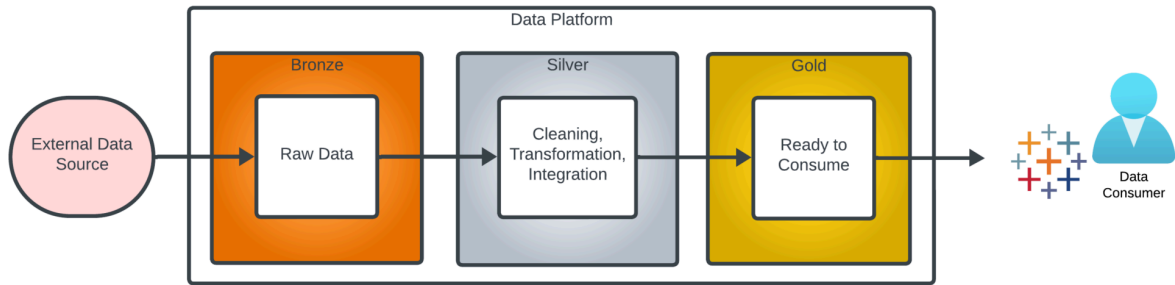 Data Platform
Bronze
Silver
Gold
External Data
Source
Raw Data
Cleaning,
Transformation,
Integration
Ready to
Consume
Data
Consumer